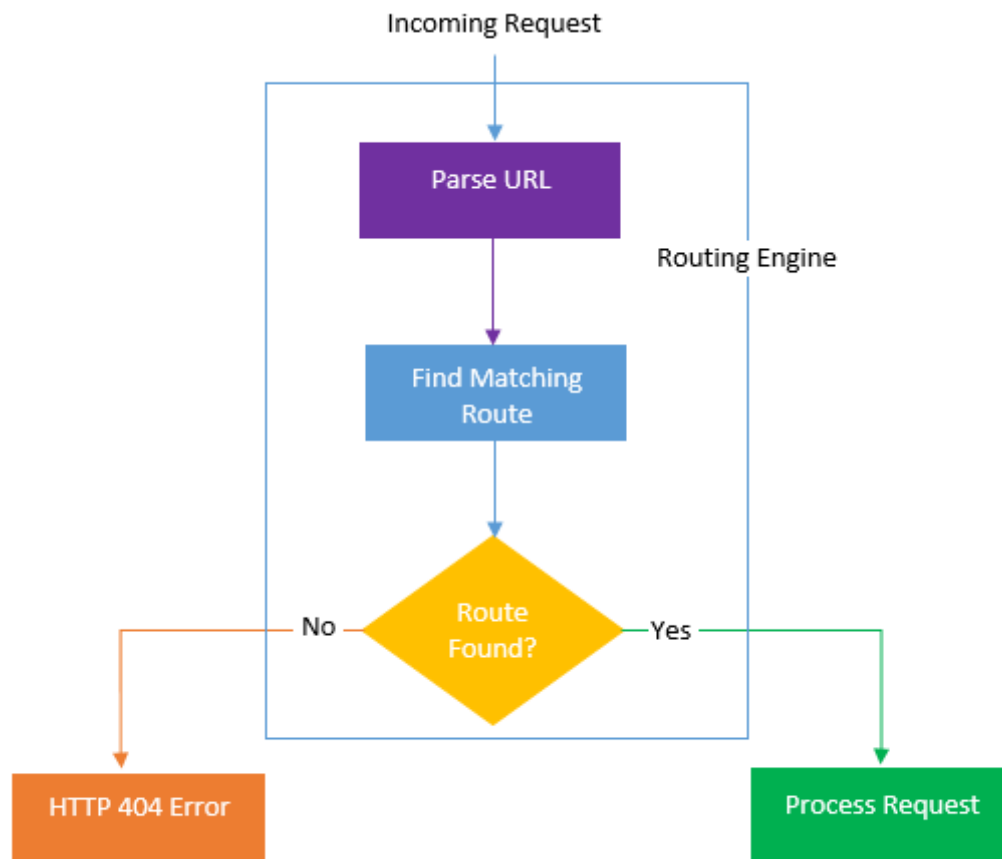 Incoming Request
Parse URL
Routing Engine
Find Matching
Route
Route
Found?
No
Yes
HTTP 404 Error
Process Request